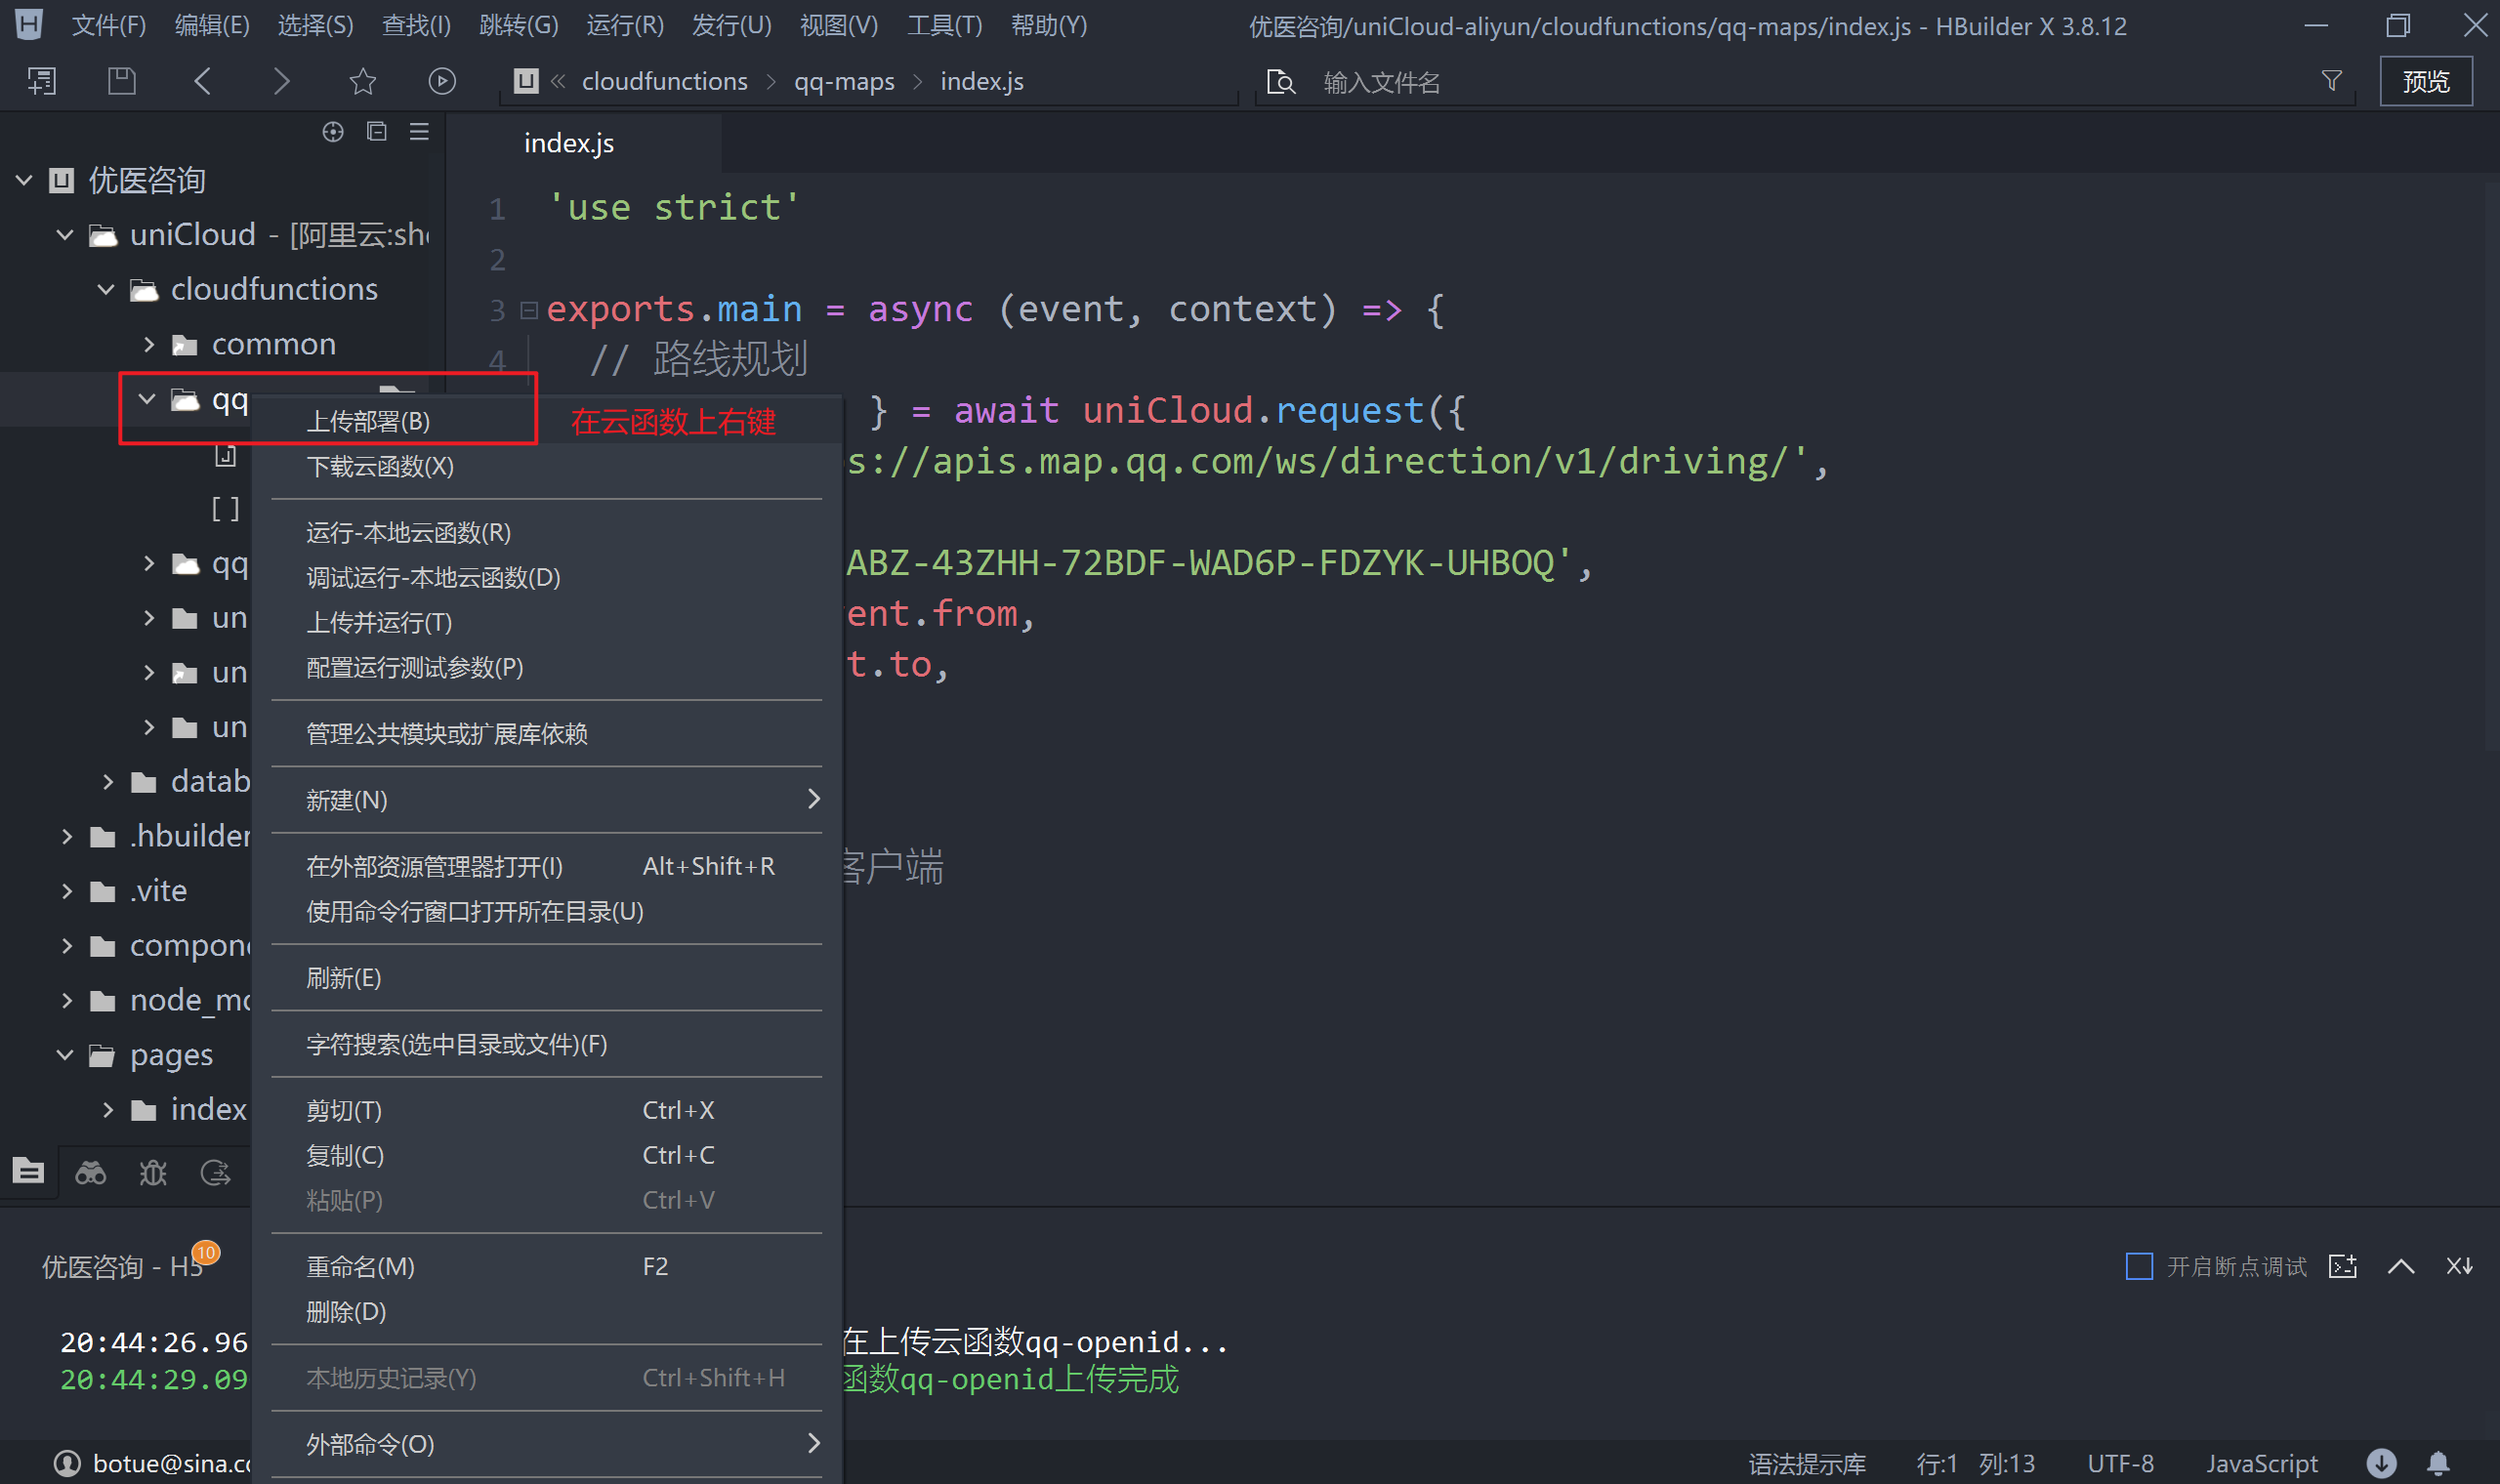 文件(F) 编辑(E) 选择(S) 查找(I) 跳转(G) 运行(R) 发行(U) 视图(V) 工具(T) 帮助(Y) 优医咨询/uniCloud-aliyun/cloudfunctions/qq-maps/index.js - HBuilder X 3.8.12
cloudfunctions > qq-maps > index.js 输入文件名 预览
index.js
优医咨询
uniCloud - [阿里云:sh
cloudfunctions
common
qq
qq
un
un
un
datab
.hbuilder
.vite
compon
node_m
pages
index
1 'use strict'
2
3 exports.main = async (event, context) => {
4 // 路线规划
} = await uniCloud.request({
s://apis.map.qq.com/ws/direction/v1/driving/',
ABZ-43ZHH-72BDF-WAD6P-FDZYK-UHBOQ',
ent.from,
t.to,
客户端
在云函数上右键
上传部署(B)
下载云函数(X)
运行-本地云函数(R)
调试运行-本地云函数(D)
上传并运行(T)
配置运行测试参数(P)
管理公共模块或扩展库依赖
新建(N)
在外部资源管理器打开(I) Alt+Shift+R
使用命令行窗口打开所在目录(U)
刷新(E)
字符搜索(选中目录或文件)(F)
剪切(T) Ctrl+X
复制(C) Ctrl+C
粘贴(P) Ctrl+V
重命名(M) F2
删除(D)
本地历史记录(Y) Ctrl+Shift+H
外部命令(O)
优医咨询 - H5 10
开启断点调试
20:44:26.96 在上传云函数qq-openid...
20:44:29.09 函数qq-openid上传完成
botue@sina.c 语法提示库 行:1 列:13 UTF-8 JavaScript